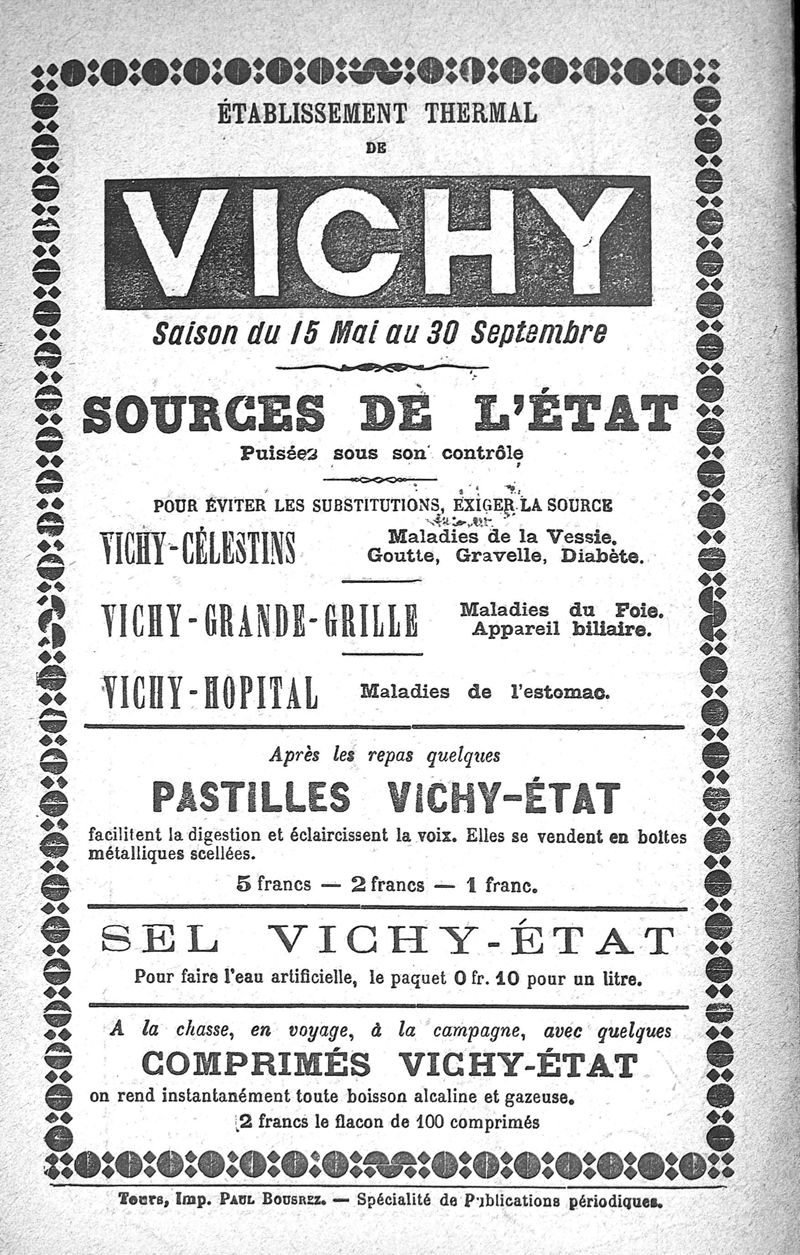 ÉTABLISSEMENT THERMAL
DE
VICHY
Saison du 15 Mai au 30 Septembre
SOURCES DE L'ÉTAT
Puisées sous son contrôle
POUR ÉVITER LES SUBSTITUTIONS, EXIGER LA SOURCE
VICHY-CÉLESTINS Maladies de la Vessie.
Goutte, Gravelle, Diabète.
VICHY-GRANDE-GRILLE Maladies du Foie.
Appareil biliaire.
VICHY-HOPITAL Maladies de l'estomac.
Après les repas quelques
PASTILLES VICHY-ÉTAT
facilitent la digestion et éclaircissent la voix. Elles se vendent en boîtes
métalliques scellées.
5 francs — 2 francs — 1 franc.
SEL VICHY-ÉTAT
Pour faire l'eau artificielle, le paquet 0 fr. 10 pour un litre.
A la chasse, en voyage, à la campagne, avec quelques
COMPRIMÉS VICHY-ÉTAT
on rend instantanément toute boisson alcaline et gazeuse.
2 francs le flacon de 100 comprimés
Tours, Imp. PAUL BOUSREZ. — Spécialité de Publications périodiques.